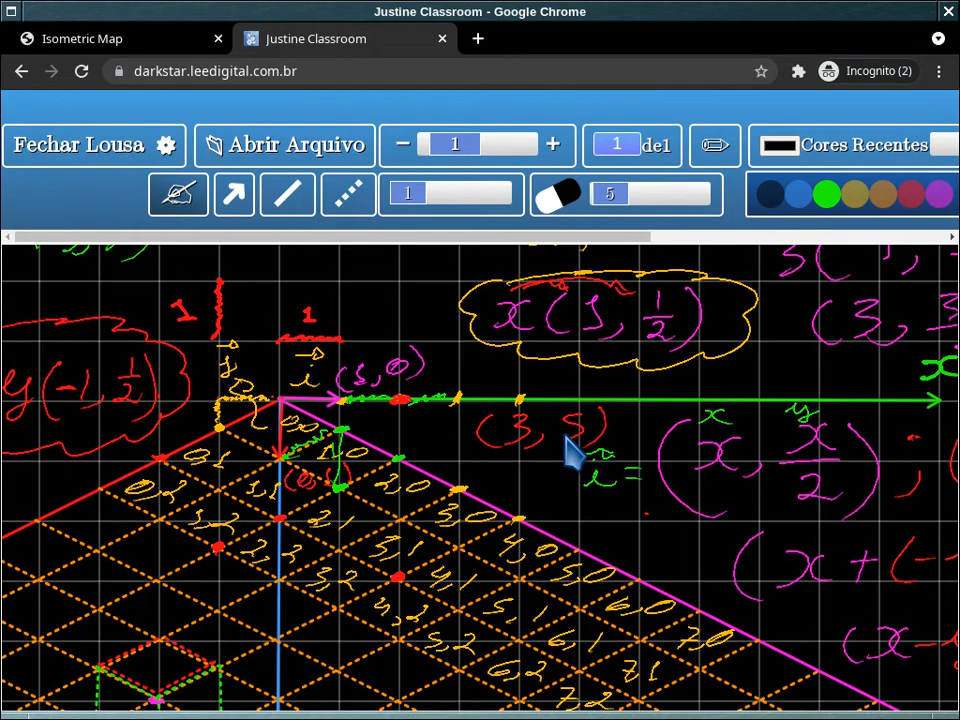 Justine Classroom - Google Chrome
Isometric Map
Justine Classroom
darkstar.leedigital.com.br
Incognito (2)
Fechar Lousa
Abrir Arquivo
− 1 +
1 de1
Cores Recentes
1
5
1
1
x(1, 1/2)
(3,
y(-1, 1/2)
i
(1, 0)
x
(3, 5)
x y
i = (x, x/2) ;
00
0,1
1,0
(0,1)
0,2
1,1
2,0
1,2
2,1
3,0
2,2
3,1
4,0
3,2
4,1
5,0
4,2
5,1
6,0
5,2
6,1
7,0
6,2
7,1
7,2
(x + (-
(x -